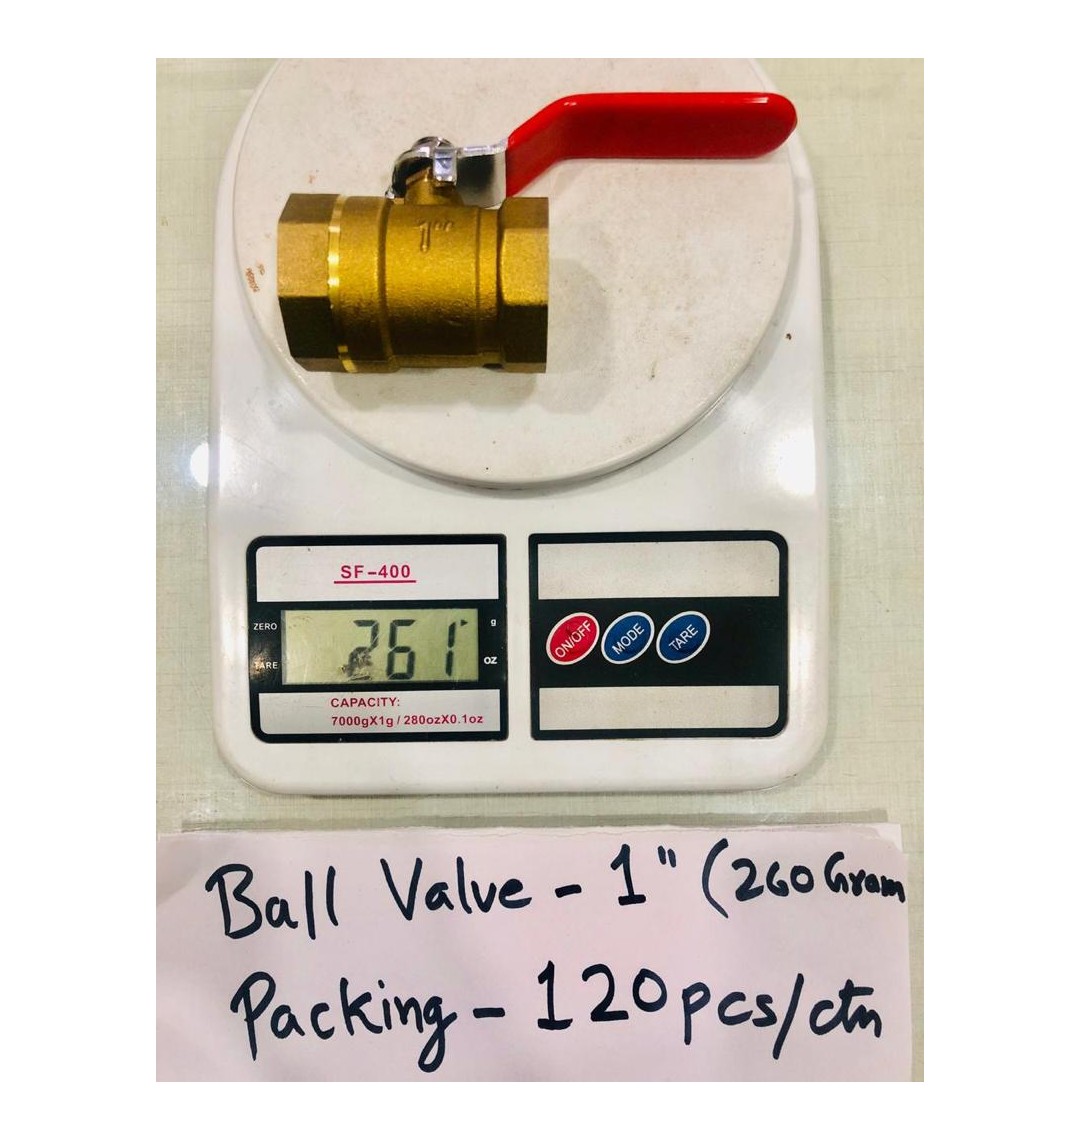 1"
SF-400
ZERO
g
261
TARE
oz
CAPACITY:
7000gX1g / 280ozX0.1oz
ON/OFF
MODE
TARE
Ball Valve - 1" (260 Gram
Packing - 120 pcs/ctn